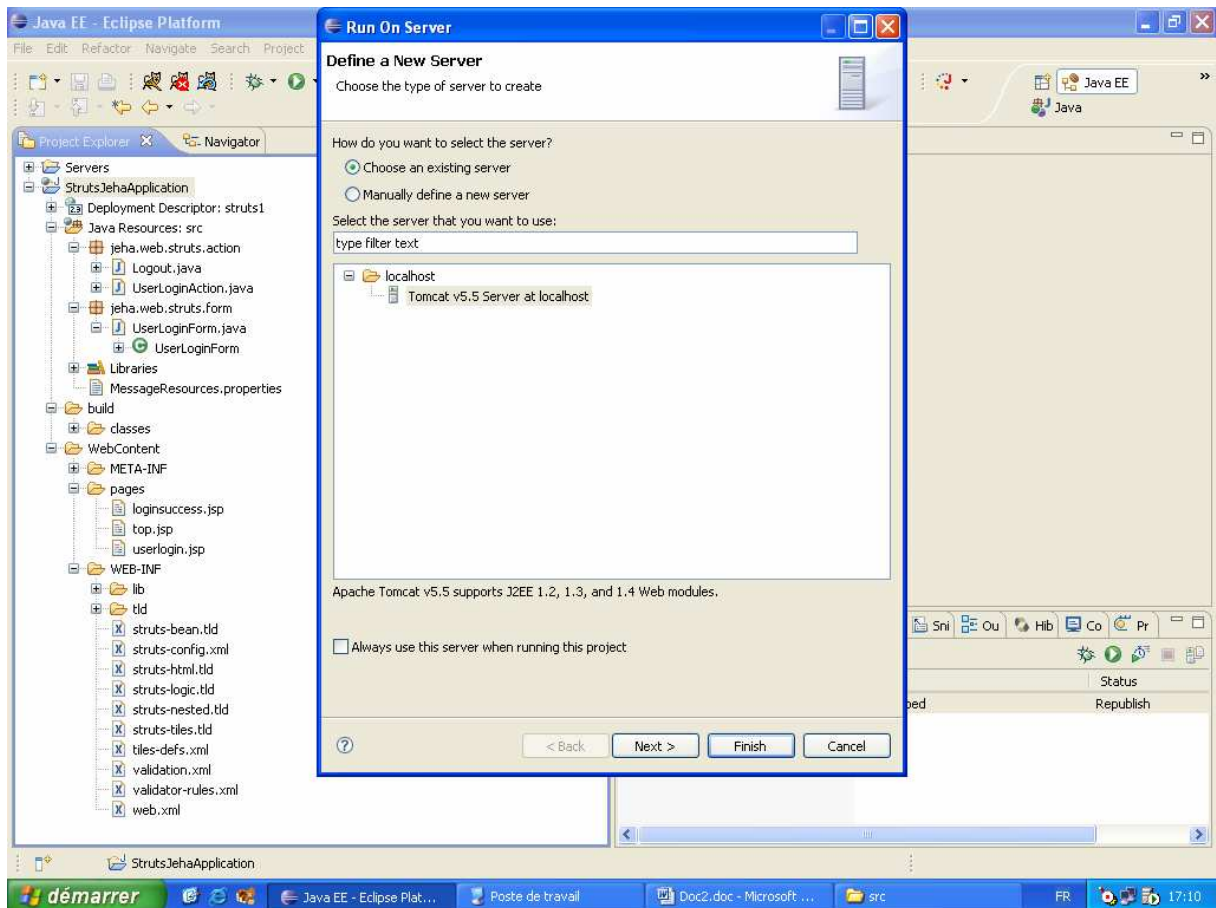 Java EE - Eclipse Platform
File Edit Refactor Navigate Search Project
Java EE
Java
Project Explorer
Navigator
Servers
StrutsJehaApplication
Deployment Descriptor: struts1
Java Resources: src
jeha.web.struts.action
Logout.java
UserLoginAction.java
jeha.web.struts.form
UserLoginForm.java
UserLoginForm
Libraries
MessageResources.properties
build
classes
WebContent
META-INF
pages
loginsuccess.jsp
top.jsp
userlogin.jsp
WEB-INF
lib
tld
struts-bean.tld
struts-config.xml
struts-html.tld
struts-logic.tld
struts-nested.tld
struts-tiles.tld
tiles-defs.xml
validation.xml
validator-rules.xml
web.xml
Run On Server
Define a New Server
Choose the type of server to create
How do you want to select the server?
Choose an existing server
Manually define a new server
Select the server that you want to use:
type filter text
localhost
Tomcat v5.5 Server at localhost
Apache Tomcat v5.5 supports J2EE 1.2, 1.3, and 1.4 Web modules.
Always use this server when running this project
< Back
Next >
Finish
Cancel
Sni
Ou
Hib
Co
Pr
Status
ped
Republish
StrutsJehaApplication
démarrer
Java EE - Eclipse Plat...
Poste de travail
Doc2.doc - Microsoft ...
src
FR
17:10